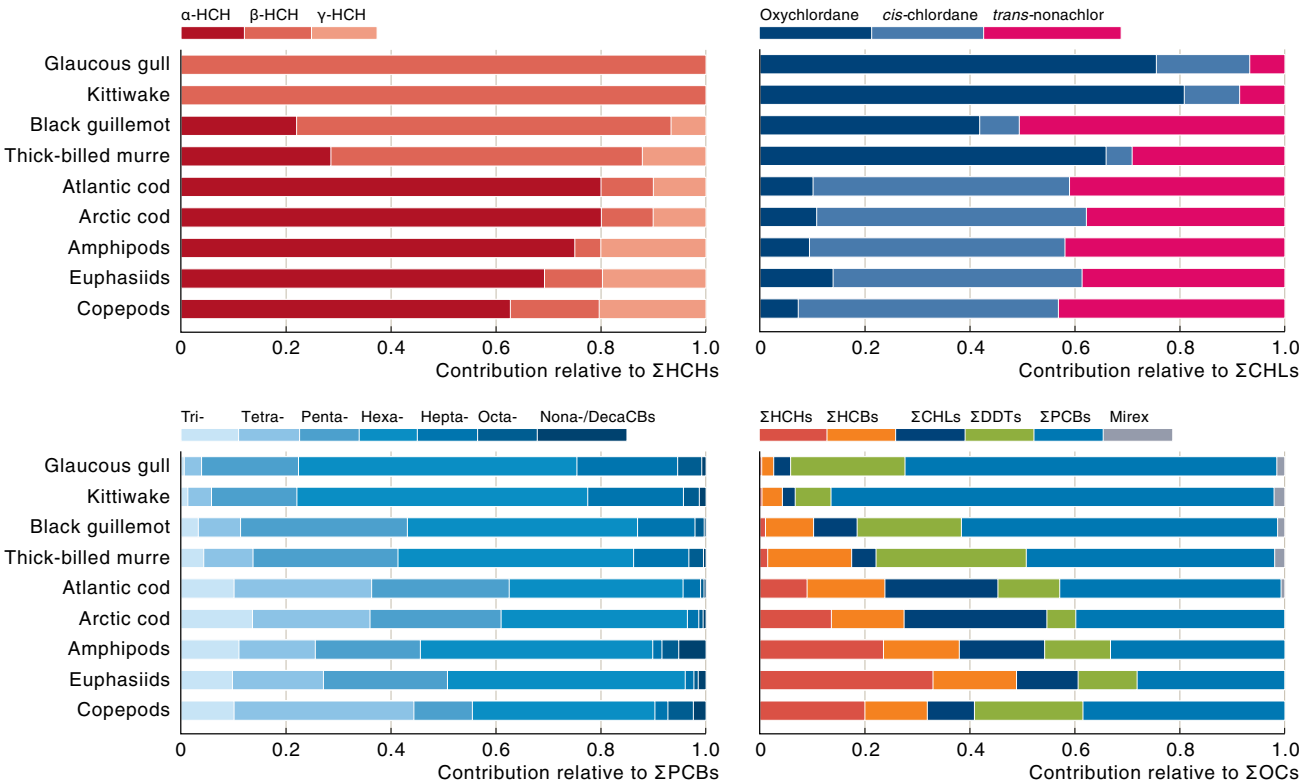 α-HCH β-HCH γ-HCH
Glaucous gull
Kittiwake
Black guillemot
Thick-billed murre
Atlantic cod
Arctic cod
Amphipods
Euphasiids
Copepods
0 0.2 0.4 0.6 0.8 1.0
Contribution relative to ΣHCHs
Oxychlordane cis-chlordane trans-nonachlor
0 0.2 0.4 0.6 0.8 1.0
Contribution relative to ΣCHLs
Tri- Tetra- Penta- Hexa- Hepta- Octa- Nona-/DecaCBs
Glaucous gull
Kittiwake
Black guillemot
Thick-billed murre
Atlantic cod
Arctic cod
Amphipods
Euphasiids
Copepods
0 0.2 0.4 0.6 0.8 1.0
Contribution relative to ΣPCBs
ΣHCHs ΣHCBs ΣCHLs ΣDDTs ΣPCBs Mirex
0 0.2 0.4 0.6 0.8 1.0
Contribution relative to ΣOCs